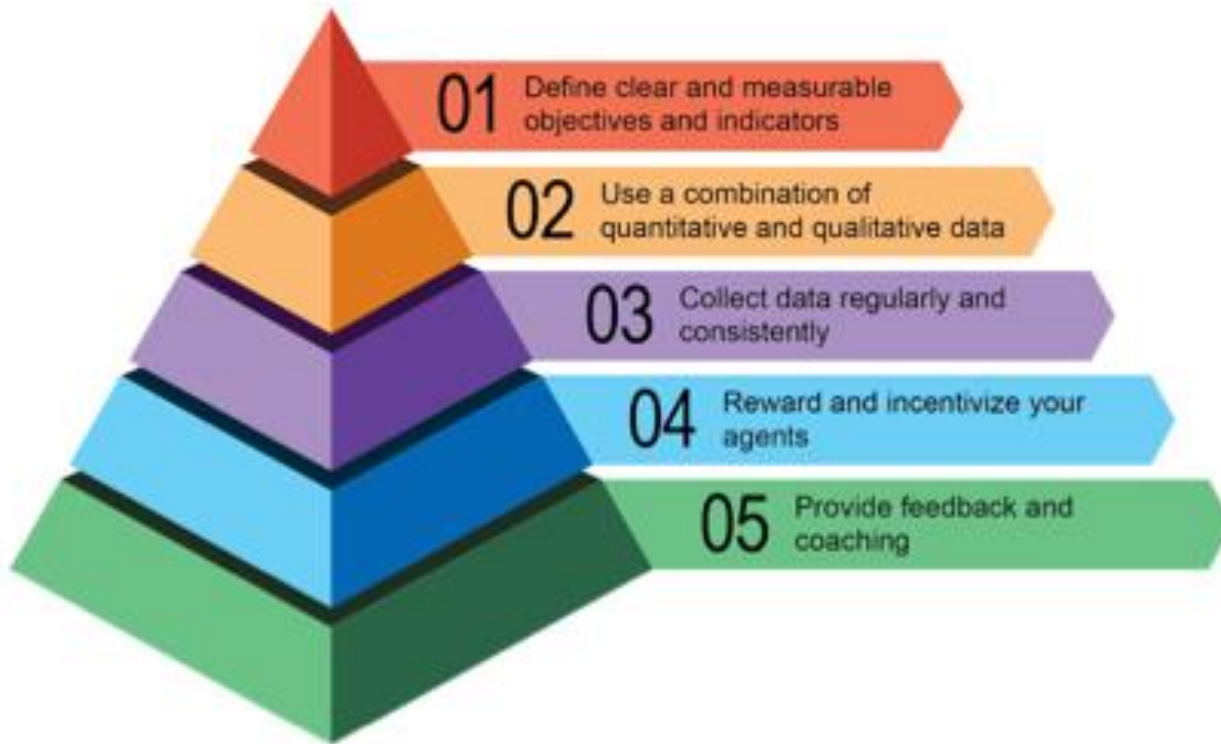 01
Define clear and measurable
objectives and indicators
02
Use a combination of
quantitative and qualitative data
03
Collect data regularly and
consistently
04
Reward and incentivize your
agents
05
Provide feedback and
coaching